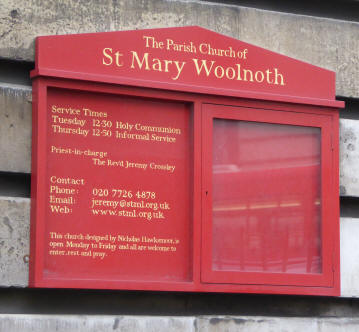 The Parish Church of
St Mary Woolnoth
Service Times
Tuesday 12·30 Holy Communion
Thursday 12·50 Informal Service
Priest-in-charge
The Revd Jeremy Crossley
Contact
Phone: 020 7726 4878
Email: jeremy@stml.org.uk
Web: www.stml.org.uk
This church designed by Nicholas Hawksmoor, is
open Monday to Friday and all are welcome to
enter, rest and pray.